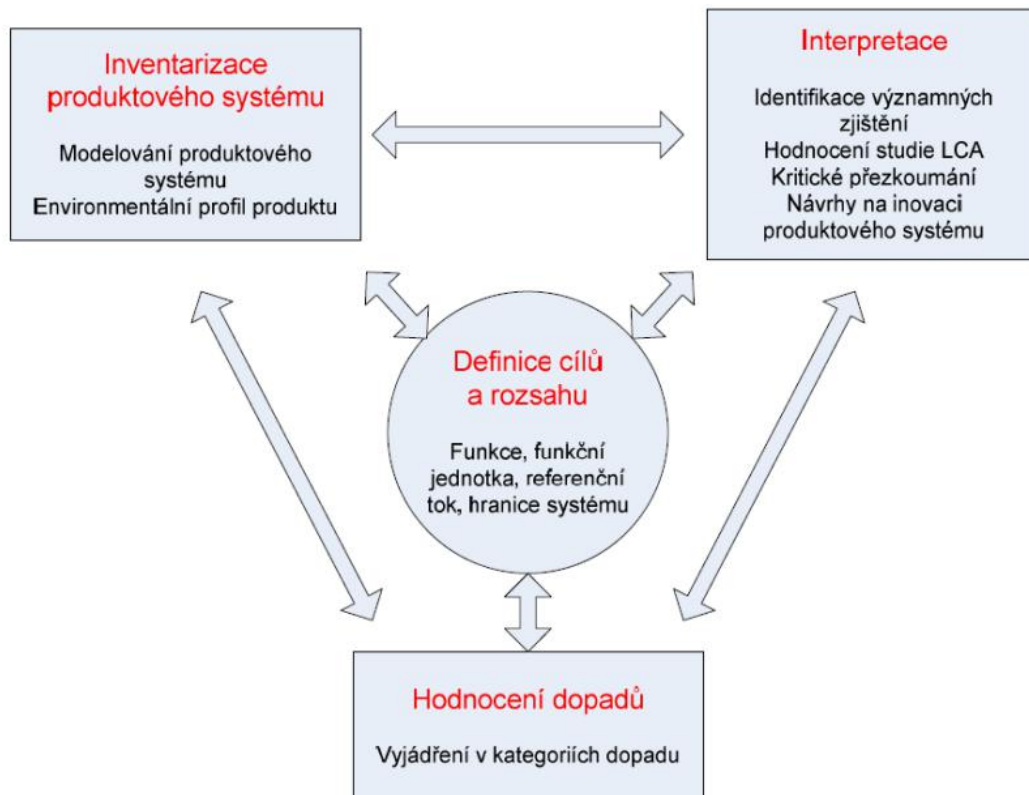 Inventarizace
produktového systému
Modelování produktového
systému
Environmentální profil produktu
Interpretace
Identifikace významných
zjištění
Hodnocení studie LCA
Kritické přezkoumání
Návrhy na inovaci
produktového systému
Definice cílů
a rozsahu
Funkce, funkční
jednotka, referenční
tok, hranice systému
Hodnocení dopadů
Vyjádření v kategoriích dopadu